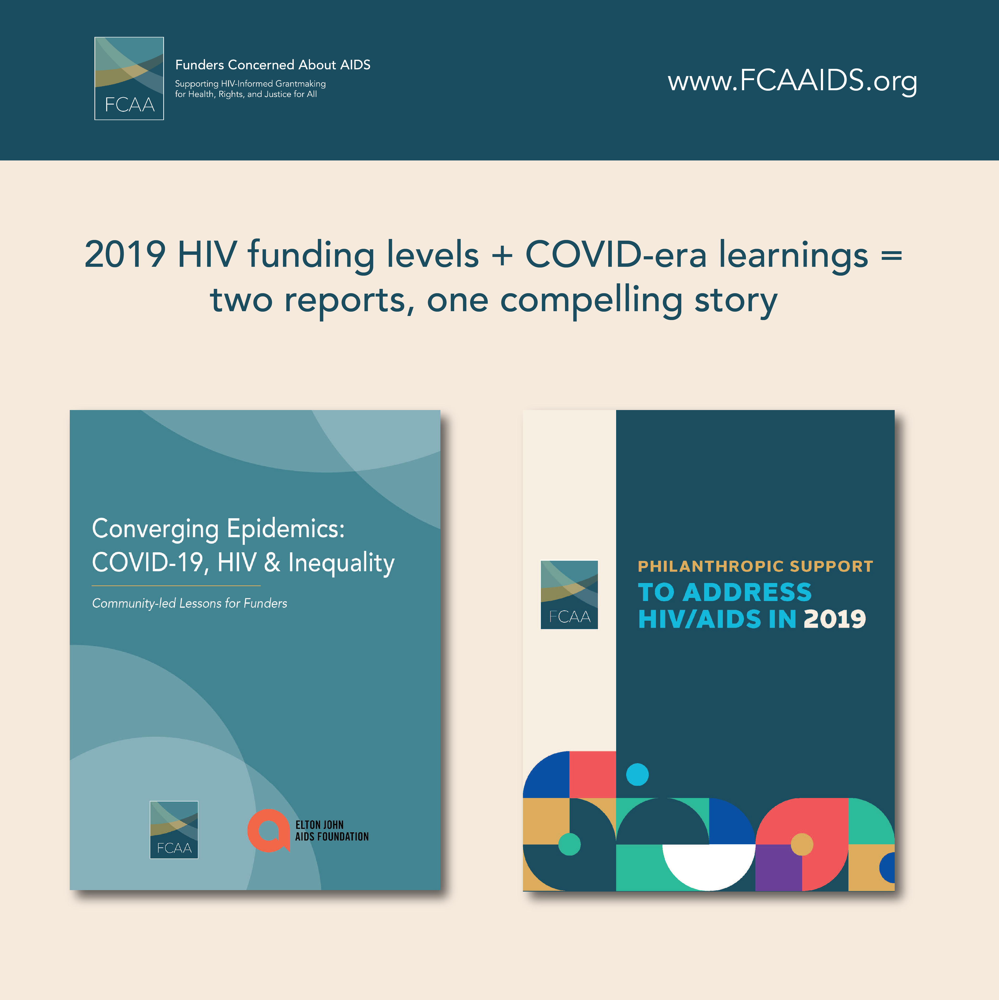 FCAA
Funders Concerned About AIDS
Supporting HIV-Informed Grantmaking
for Health, Rights, and Justice for All
www.FCAAIDS.org
2019 HIV funding levels + COVID-era learnings =
two reports, one compelling story
Converging Epidemics:
COVID-19, HIV & Inequality
Community-led Lessons for Funders
FCAA
ELTON JOHN
AIDS FOUNDATION
FCAA
PHILANTHROPIC SUPPORT
TO ADDRESS
HIV/AIDS IN 2019